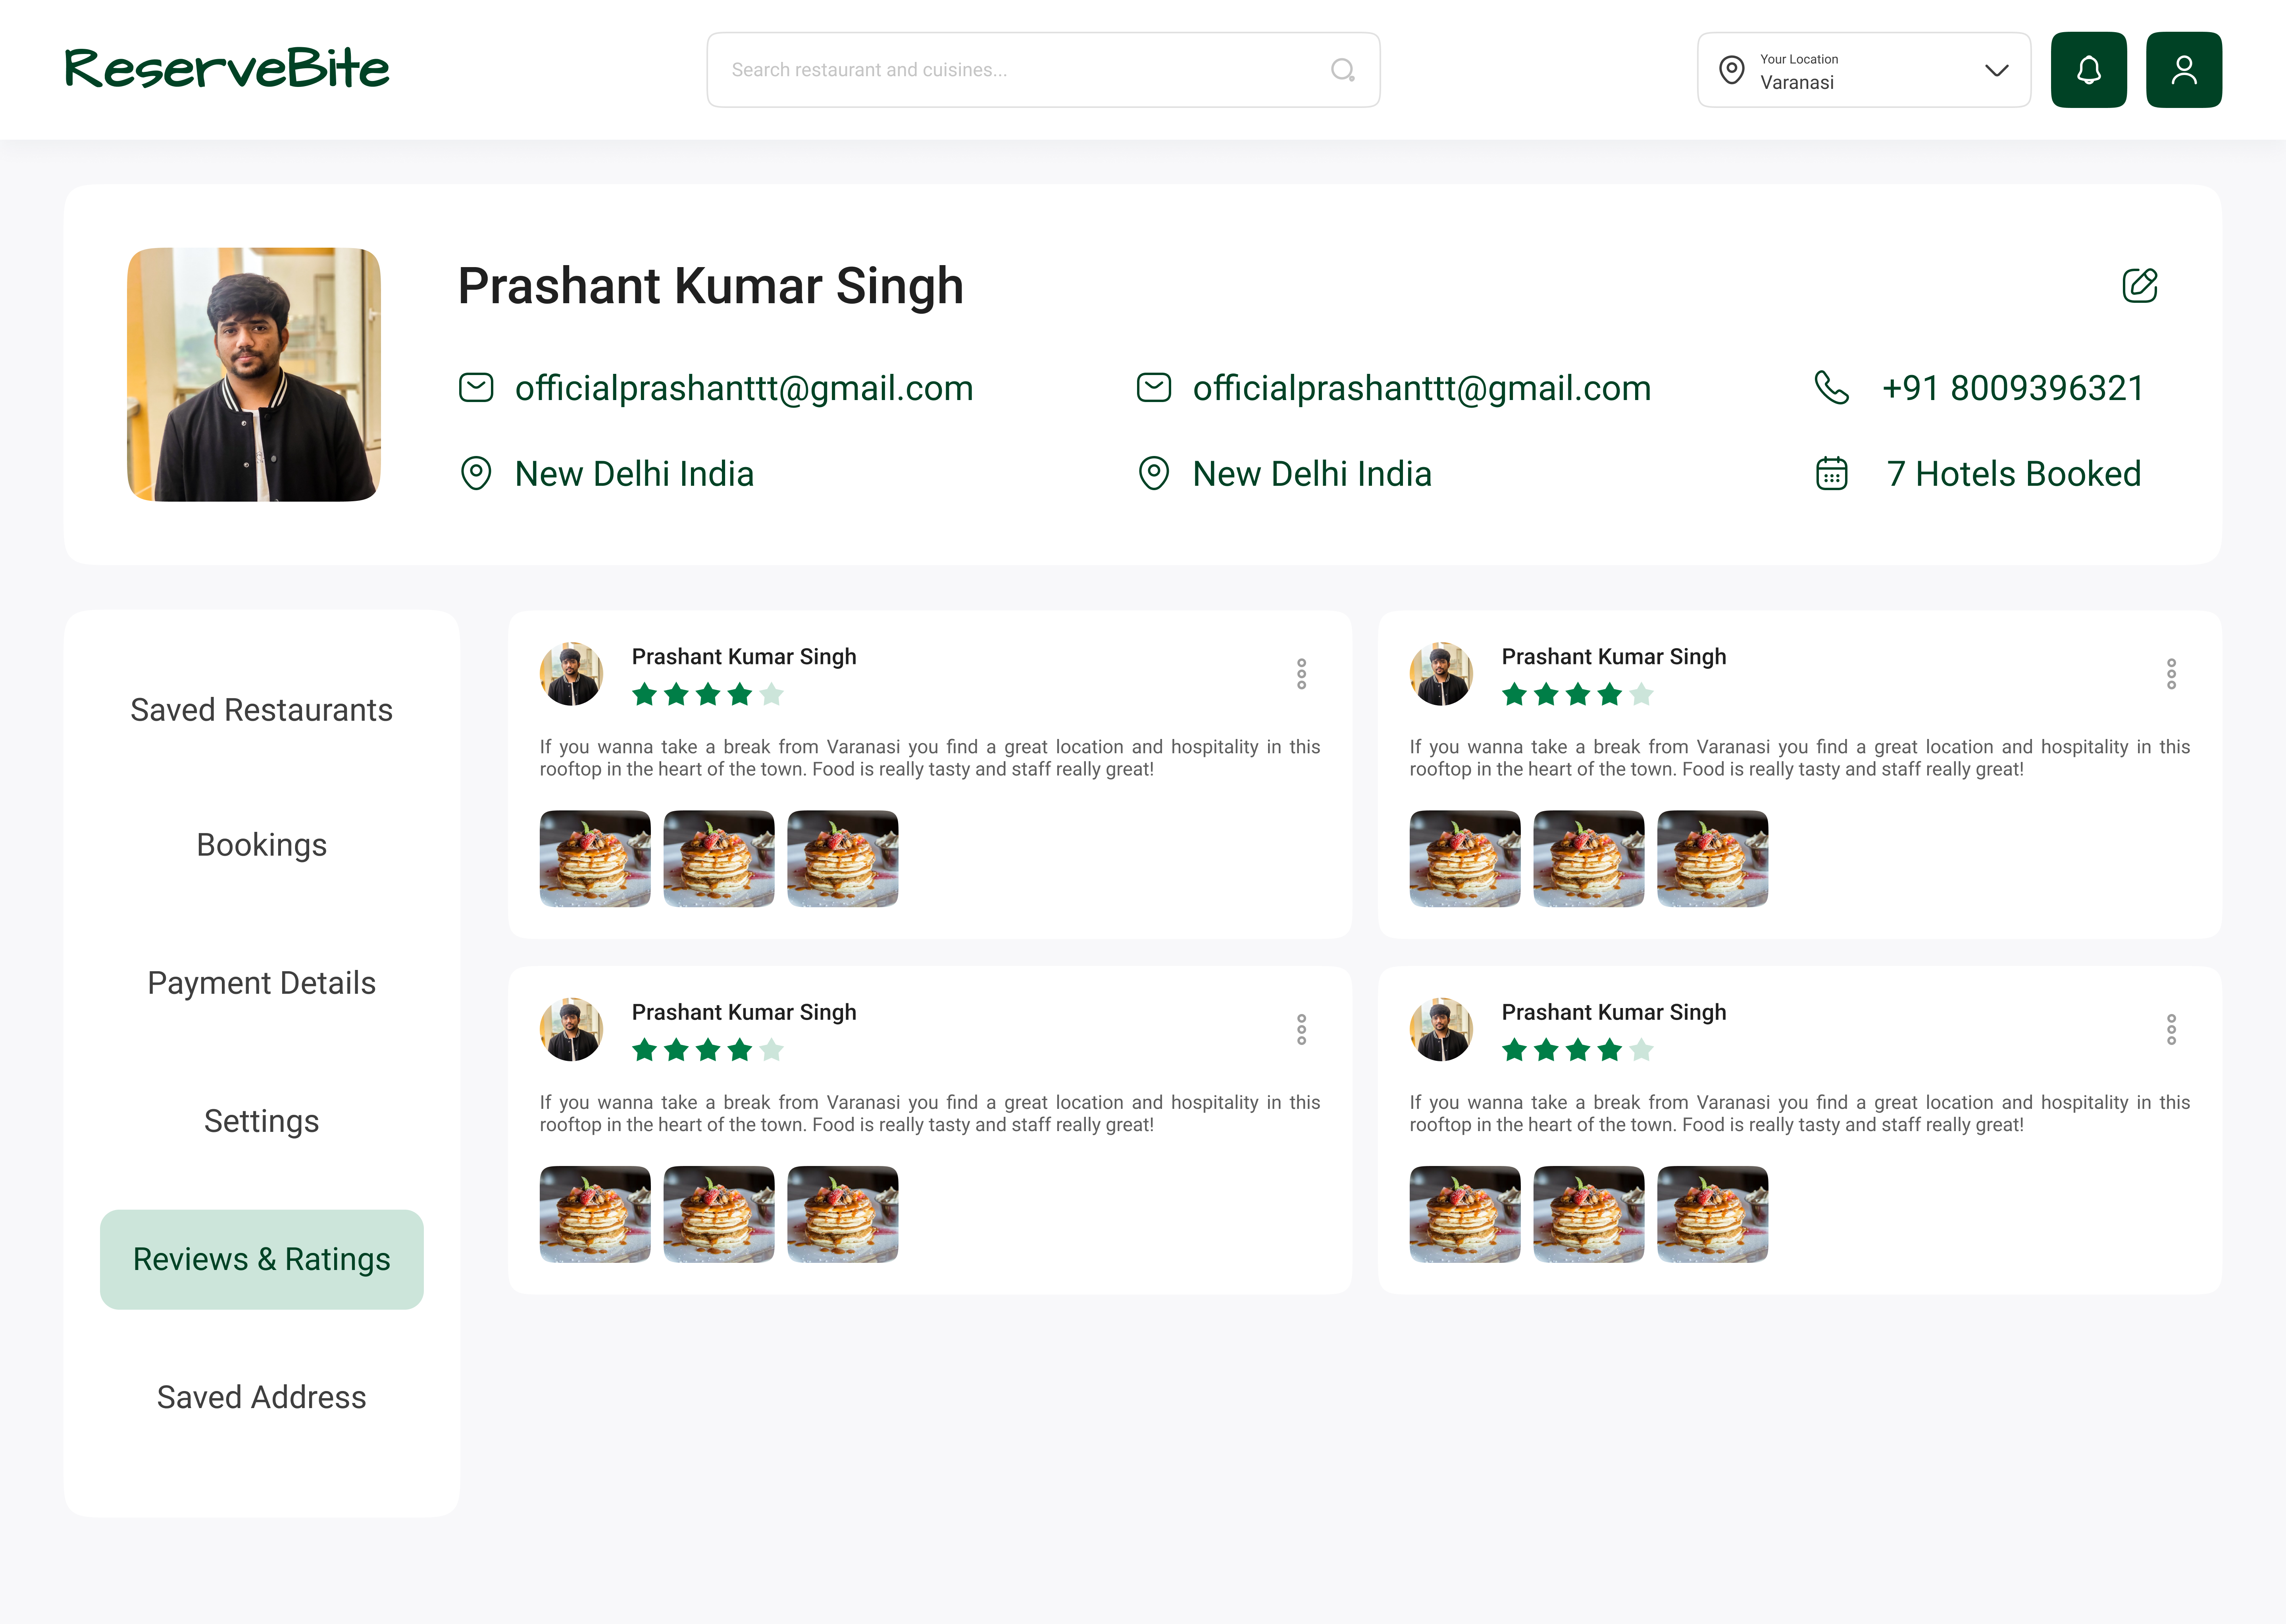 ReserveBite
Search restaurant and cuisines...
Your Location
Varanasi
Prashant Kumar Singh
officialprashanttt@gmail.com
officialprashanttt@gmail.com
+91 8009396321
New Delhi India
New Delhi India
7 Hotels Booked
Saved Restaurants
Bookings
Payment Details
Settings
Reviews & Ratings
Saved Address
Prashant Kumar Singh
If you wanna take a break from Varanasi you find a great location and hospitality in this
rooftop in the heart of the town. Food is really tasty and staff really great!
Prashant Kumar Singh
If you wanna take a break from Varanasi you find a great location and hospitality in this
rooftop in the heart of the town. Food is really tasty and staff really great!
Prashant Kumar Singh
If you wanna take a break from Varanasi you find a great location and hospitality in this
rooftop in the heart of the town. Food is really tasty and staff really great!
Prashant Kumar Singh
If you wanna take a break from Varanasi you find a great location and hospitality in this
rooftop in the heart of the town. Food is really tasty and staff really great!